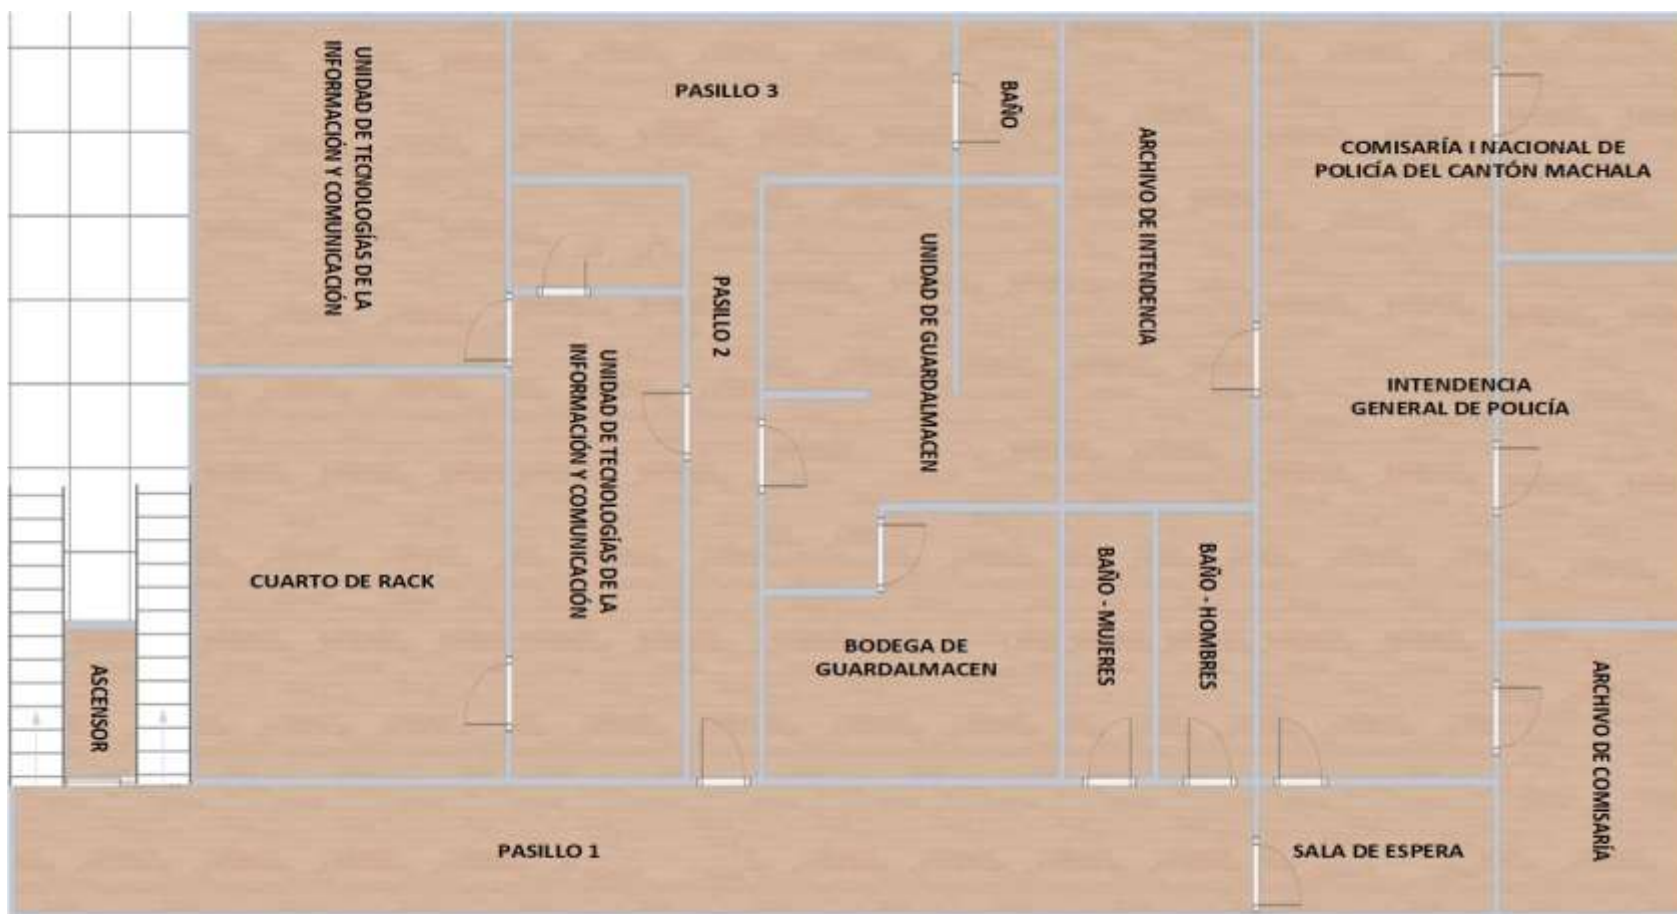 UNIDAD DE TECNOLOGÍAS DE LA
INFORMACIÓN Y COMUNICACIÓN
PASILLO 3
BAÑO
ARCHIVO DE INTENDENCIA
COMISARÍA I NACIONAL DE
POLICÍA DEL CANTÓN MACHALA
PASILLO 2
UNIDAD DE GUARDALMACEN
INTENDENCIA
GENERAL DE POLICÍA
UNIDAD DE TECNOLOGÍAS DE LA
INFORMACIÓN Y COMUNICACIÓN
CUARTO DE RACK
BODEGA DE
GUARDALMACEN
BAÑO - MUJERES
BAÑO - HOMBRES
ASCENSOR
ARCHIVO DE COMISARÍA
PASILLO 1
SALA DE ESPERA